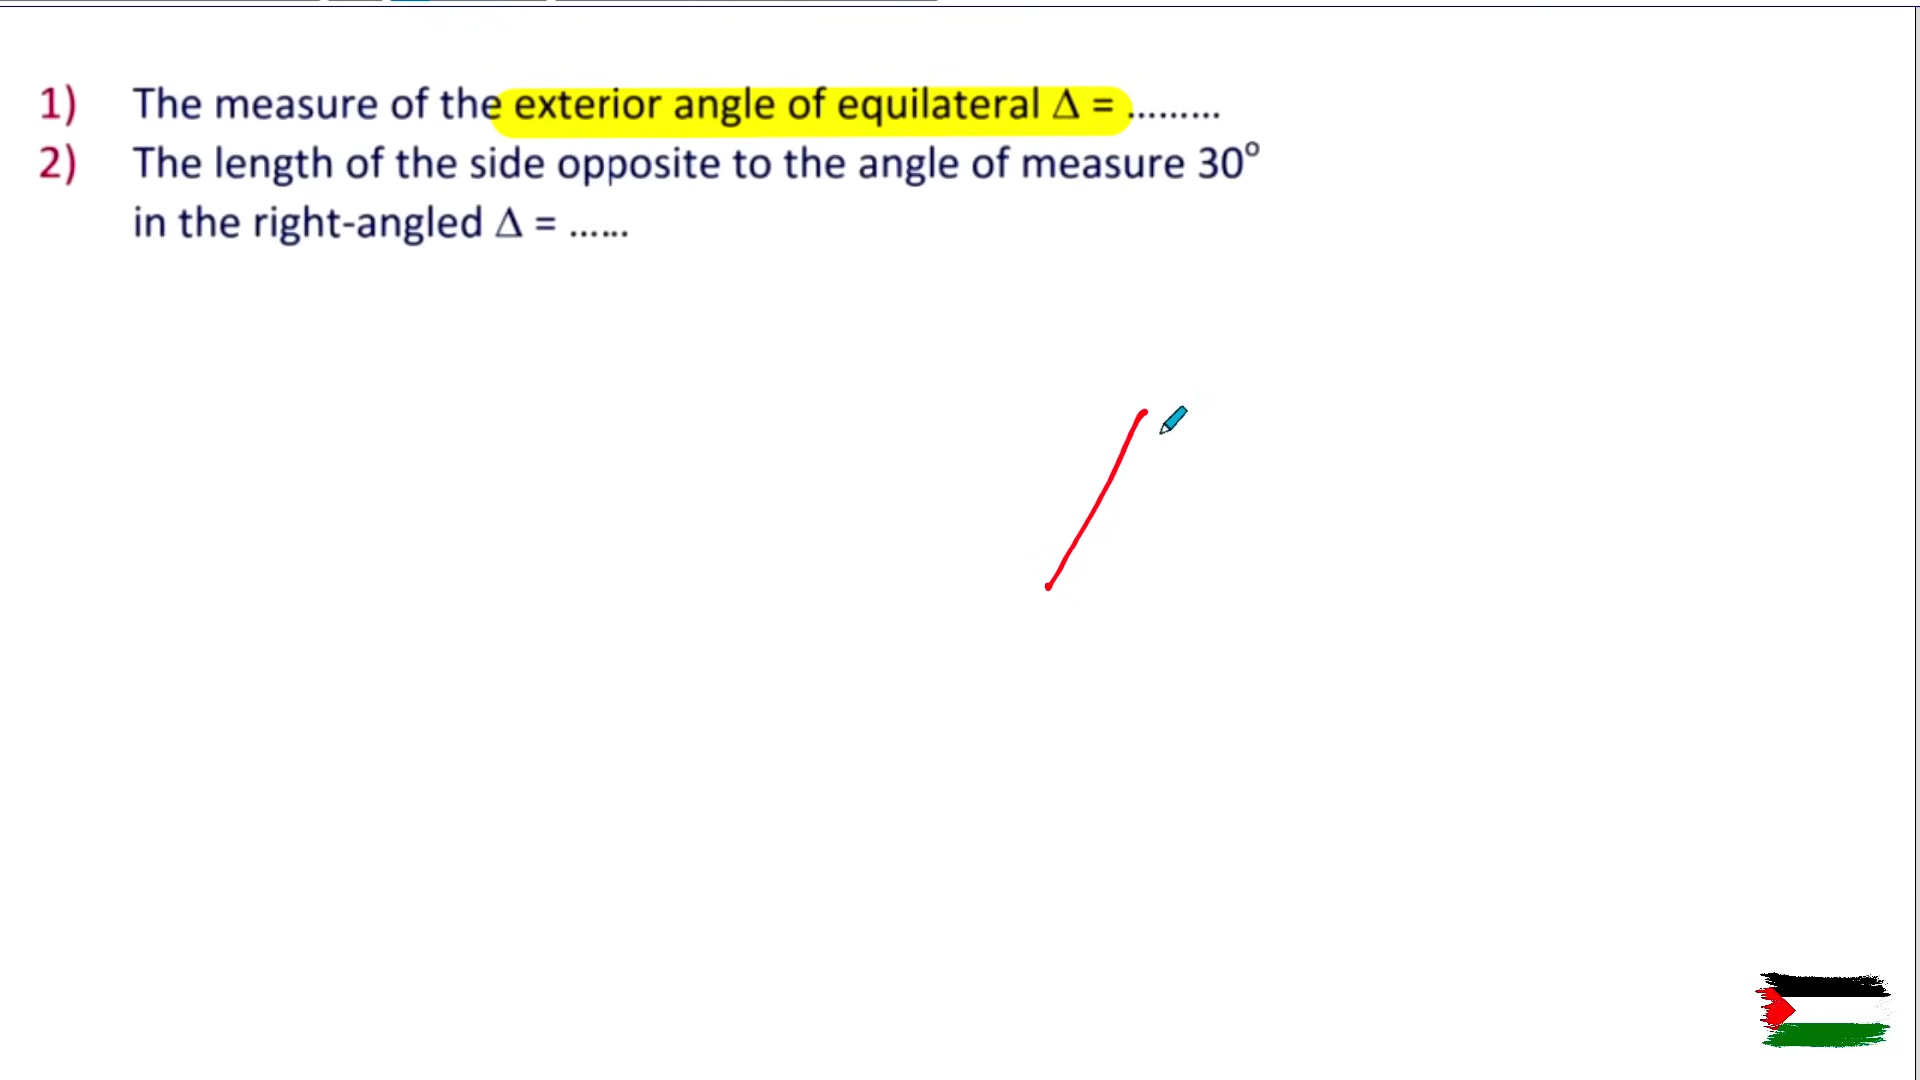 1) The measure of the exterior angle of equilateral Δ = .........
2) The length of the side opposite to the angle of measure 30°
in the right-angled Δ = ......